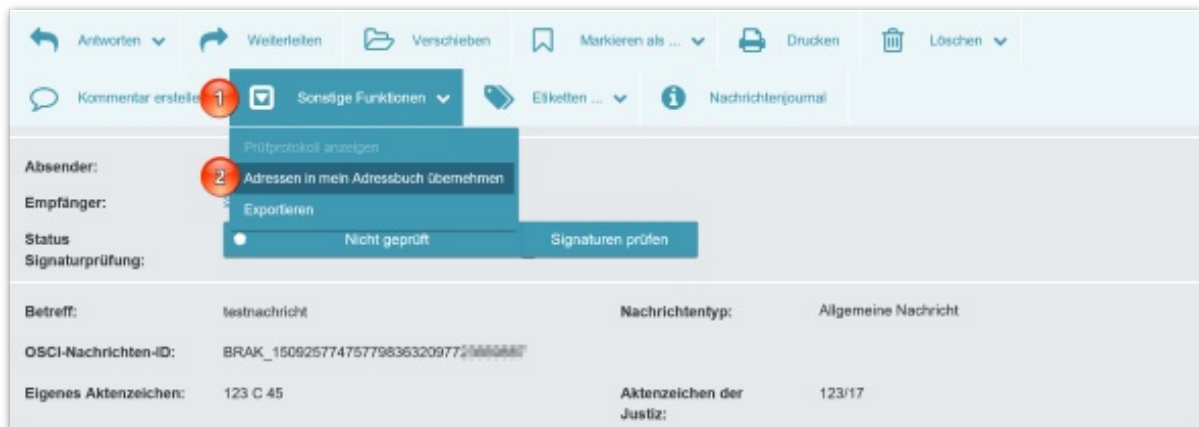 Antworten Weiterleiten Verschieben Markieren als ... Drucken Löschen
Kommentar erstelle 1 Sonstige Funktionen Etiketten ... Nachrichtenjournal
Prüfprotokoll anzeigen
Absender:
2 Adressen in mein Adressbuch übernehmen
Empfänger:
Exportieren
Status Nicht geprüft Signaturen prüfen
Signaturprüfung:
Betreff: testnachricht Nachrichtentyp: Allgemeine Nachricht
OSCI-Nachrichten-ID: BRAK_15092577475779836320977
Eigenes Aktenzeichen: 123 C 45 Aktenzeichen der 123/17
Justiz: